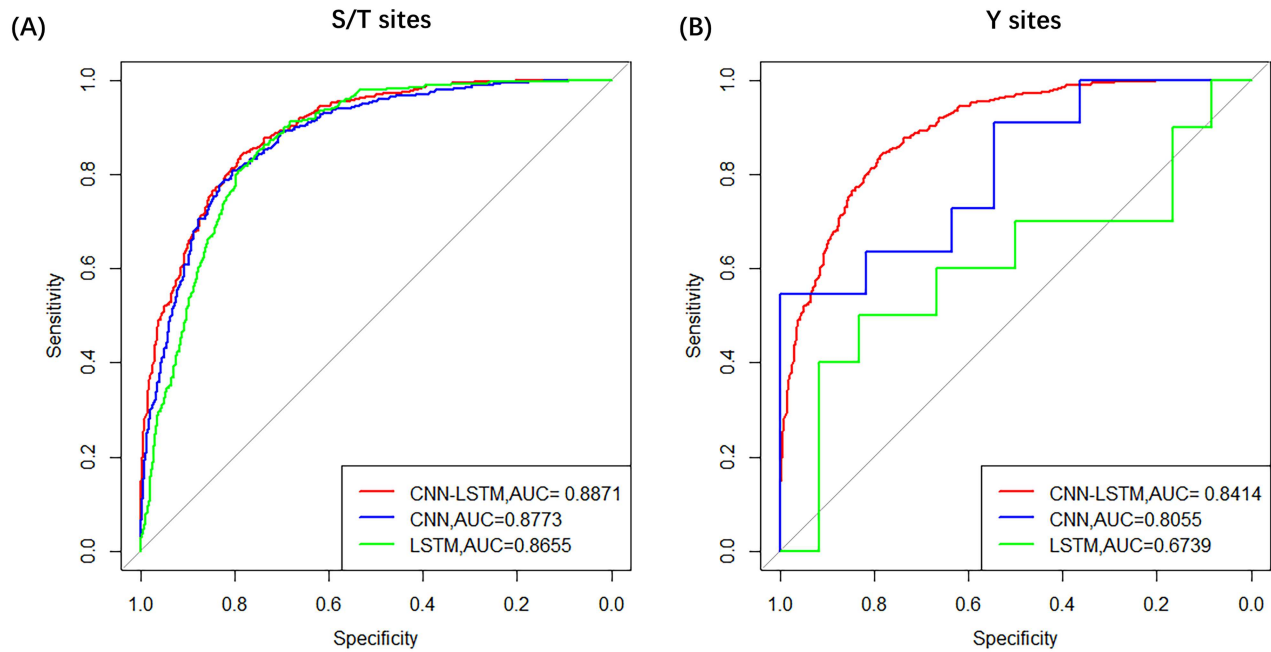 (A)
S/T sites
Sensitivity
1.0
0.8
0.6
0.4
0.2
0.0
CNN-LSTM,AUC= 0.8871
CNN,AUC=0.8773
LSTM,AUC=0.8655
1.0 0.8 0.6 0.4 0.2 0.0
Specificity
(B)
Y sites
Sensitivity
1.0
0.8
0.6
0.4
0.2
0.0
CNN-LSTM,AUC= 0.8414
CNN,AUC=0.8055
LSTM,AUC=0.6739
1.0 0.8 0.6 0.4 0.2 0.0
Specificity